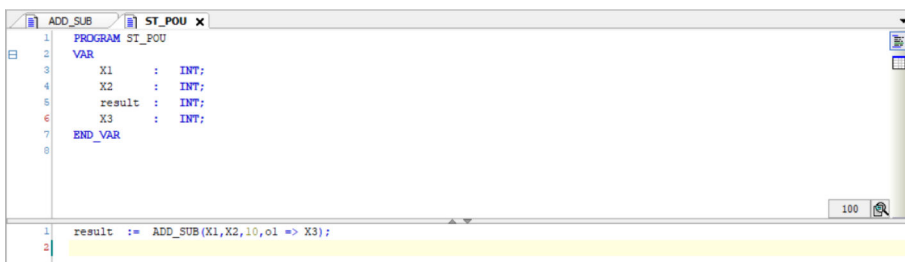 ADD_SUB ST_POU
1 PROGRAM ST_POU
2 VAR
3 X1 : INT;
4 X2 : INT;
5 result : INT;
6 X3 : INT;
7 END_VAR
8
100
1 result := ADD_SUB(X1,X2,10,o1 => X3);
2